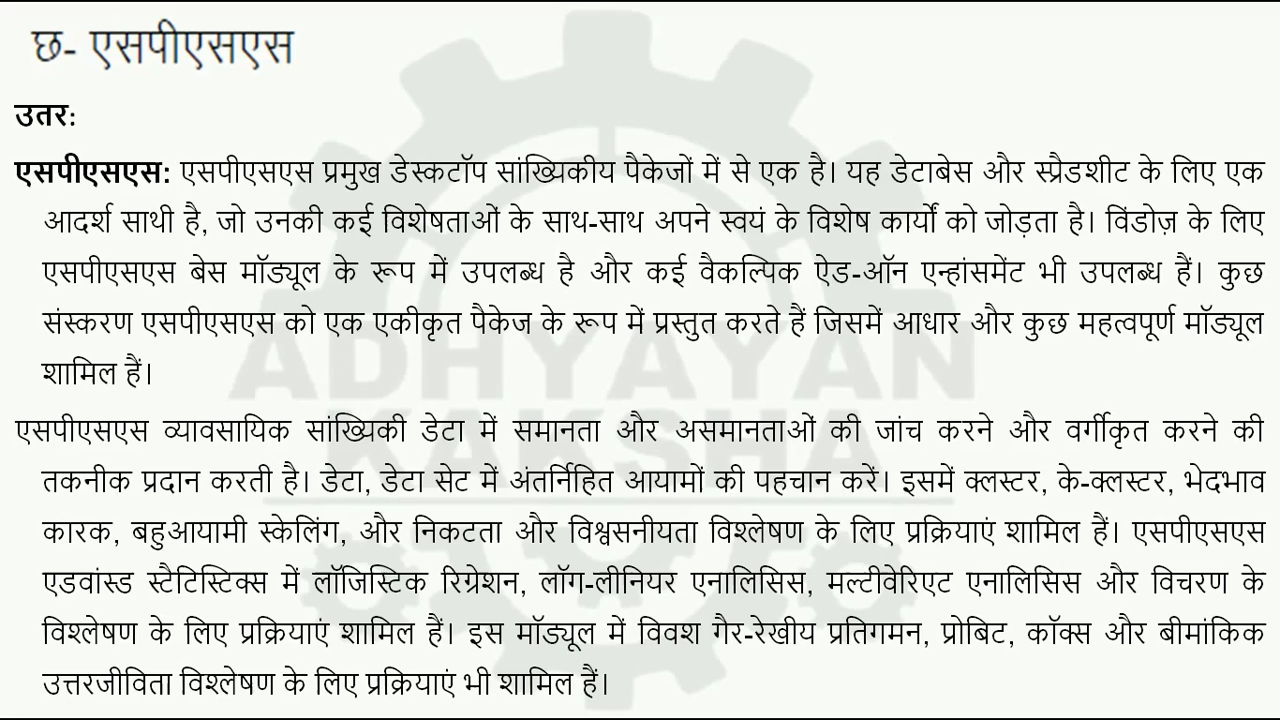 छ- एसपीएसएस
उतर:
एसपीएसएस: एसपीएसएस प्रमुख डेस्कटॉप सांख्यिकीय पैकेजों में से एक है। यह डेटाबेस और स्प्रैडशीट के लिए एक
आदर्श साथी है, जो उनकी कई विशेषताओं के साथ-साथ अपने स्वयं के विशेष कार्यों को जोड़ता है। विंडोज़ के लिए
एसपीएसएस बेस मॉड्यूल के रूप में उपलब्ध है और कई वैकल्पिक ऐड-ऑन एन्हांसमेंट भी उपलब्ध हैं। कुछ
संस्करण एसपीएसएस को एक एकीकृत पैकेज के रूप में प्रस्तुत करते हैं जिसमें आधार और कुछ महत्वपूर्ण मॉड्यूल
शामिल हैं।
एसपीएसएस व्यावसायिक सांख्यिकी डेटा में समानता और असमानताओं की जांच करने और वर्गीकृत करने की
तकनीक प्रदान करती है। डेटा, डेटा सेट में अंतर्निहित आयामों की पहचान करें। इसमें क्लस्टर, के-क्लस्टर, भेदभाव
कारक, बहुआयामी स्केलिंग, और निकटता और विश्वसनीयता विश्लेषण के लिए प्रक्रियाएं शामिल हैं। एसपीएसएस
एडवांस्ड स्टैटिस्टिक्स में लॉजिस्टिक रिग्रेशन, लॉग-लीनियर एनालिसिस, मल्टीवेरिएट एनालिसिस और विचरण के
विश्लेषण के लिए प्रक्रियाएं शामिल हैं। इस मॉड्यूल में विवश गैर-रेखीय प्रतिगमन, प्रोबिट, कॉक्स और बीमांकिक
उत्तरजीविता विश्लेषण के लिए प्रक्रियाएं भी शामिल हैं।
ADHYAYAN
KAKSHA